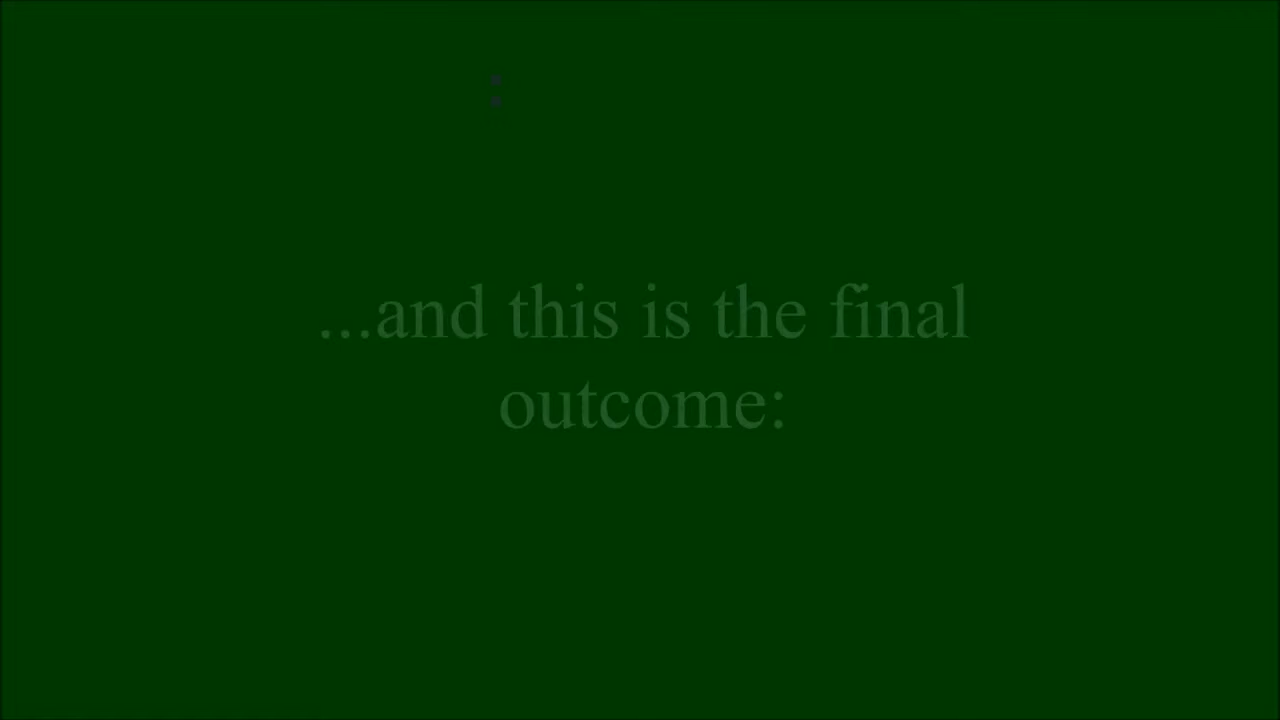 :
...and this is the final
outcome: